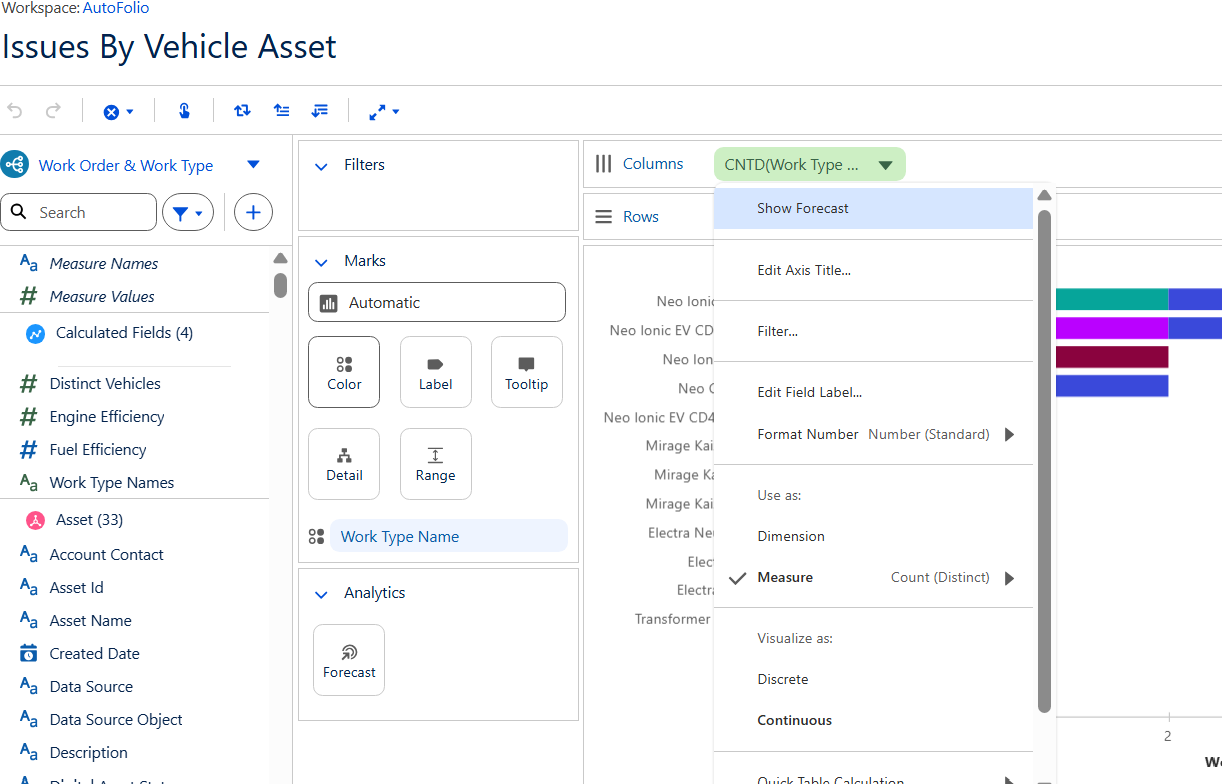 Workspace: AutoFolio
Issues By Vehicle Asset
Work Order & Work Type
Search
Measure Names
Measure Values
Calculated Fields (4)
Distinct Vehicles
Engine Efficiency
Fuel Efficiency
Work Type Names
Asset (33)
Account Contact
Asset Id
Asset Name
Created Date
Data Source
Data Source Object
Description
Filters
Marks
Automatic
Color
Label
Tooltip
Detail
Range
Work Type Name
Analytics
Forecast
Columns
CNTD(Work Type ...
Rows
Show Forecast
Edit Axis Title...
Filter...
Edit Field Label...
Format Number Number (Standard)
Use as:
Dimension
Measure Count (Distinct)
Visualize as:
Discrete
Continuous
Quick Table Calculation
Neo Ionic
Neo Ionic EV CD
Neo Ion
Neo
Neo Ionic EV CD4
Mirage Kai
Mirage Ka
Mirage Kai
Electra Ne
Elect
Electra
Transformer
2